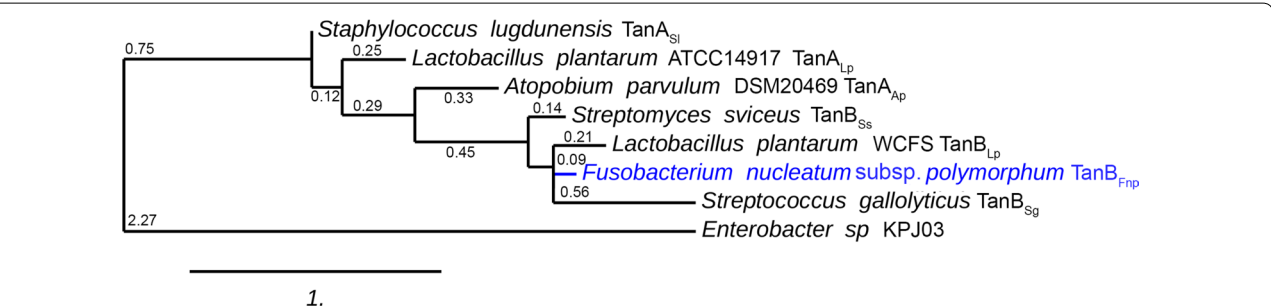 Staphylococcus lugdunensis TanASl
0.75
0.25
Lactobacillus plantarum ATCC14917 TanALp
0.12
Atopobium parvulum DSM20469 TanAAp
0.33
0.29
0.14
Streptomyces sviceus TanBSs
0.21
Lactobacillus plantarum WCFS TanBLp
0.45
0.09
Fusobacterium nucleatum subsp. polymorphum TanBFnp
0.56
Streptococcus gallolyticus TanBSg
2.27
Enterobacter sp KPJ03
1.